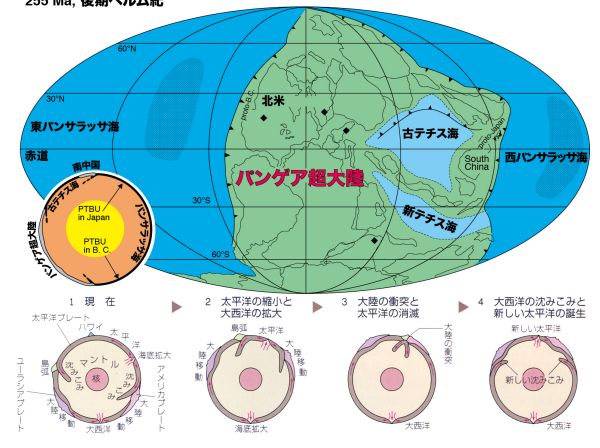 255 Ma, 後期ペルム紀
60°N
30°N
proto-B.C.
北米
東パンサラッサ海
赤道
古テチス海
proto-Japan
South
China
西パンサラッサ海
パンゲア超大陸
新テチス海
30°S
60°S
南中国
古テチス海
PTBU
in Japan
PTBU
in B. C.
パンゲア超大陸
パンサラッサ海
1 現在
2 太平洋の縮小と
大西洋の拡大
3 大陸の衝突と
太平洋の消滅
4 大西洋の沈みこみと
新しい太平洋の誕生
太平洋プレート
ハワイ
太平洋
海底拡大
島弧
沈みこみ
マントル
核
沈みこみ
ユーラシアプレート
アメリカプレート
大陸移動
大西洋
大陸移動
島弧
太平洋
大陸移動
大陸移動
海底拡大
大陸の衝突
大西洋
新しい太平洋
新しい沈みこみ
大西洋